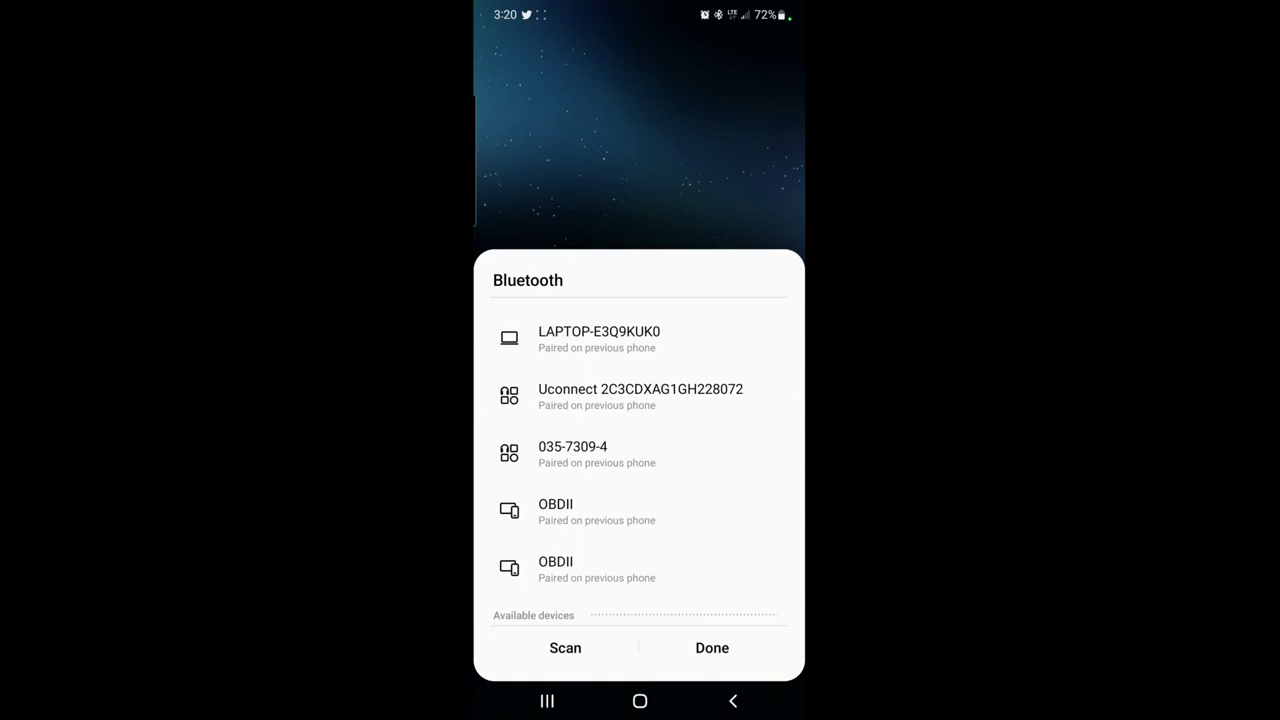 3:20
LTE
72%
Bluetooth
LAPTOP-E3Q9KUK0
Paired on previous phone
Uconnect 2C3CDXAG1GH228072
Paired on previous phone
035-7309-4
Paired on previous phone
OBDII
Paired on previous phone
OBDII
Paired on previous phone
Available devices
Scan
Done